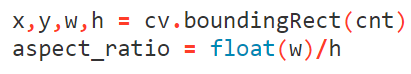 x,y,w,h = cv.boundingRect(cnt)
aspect_ratio = float(w)/h